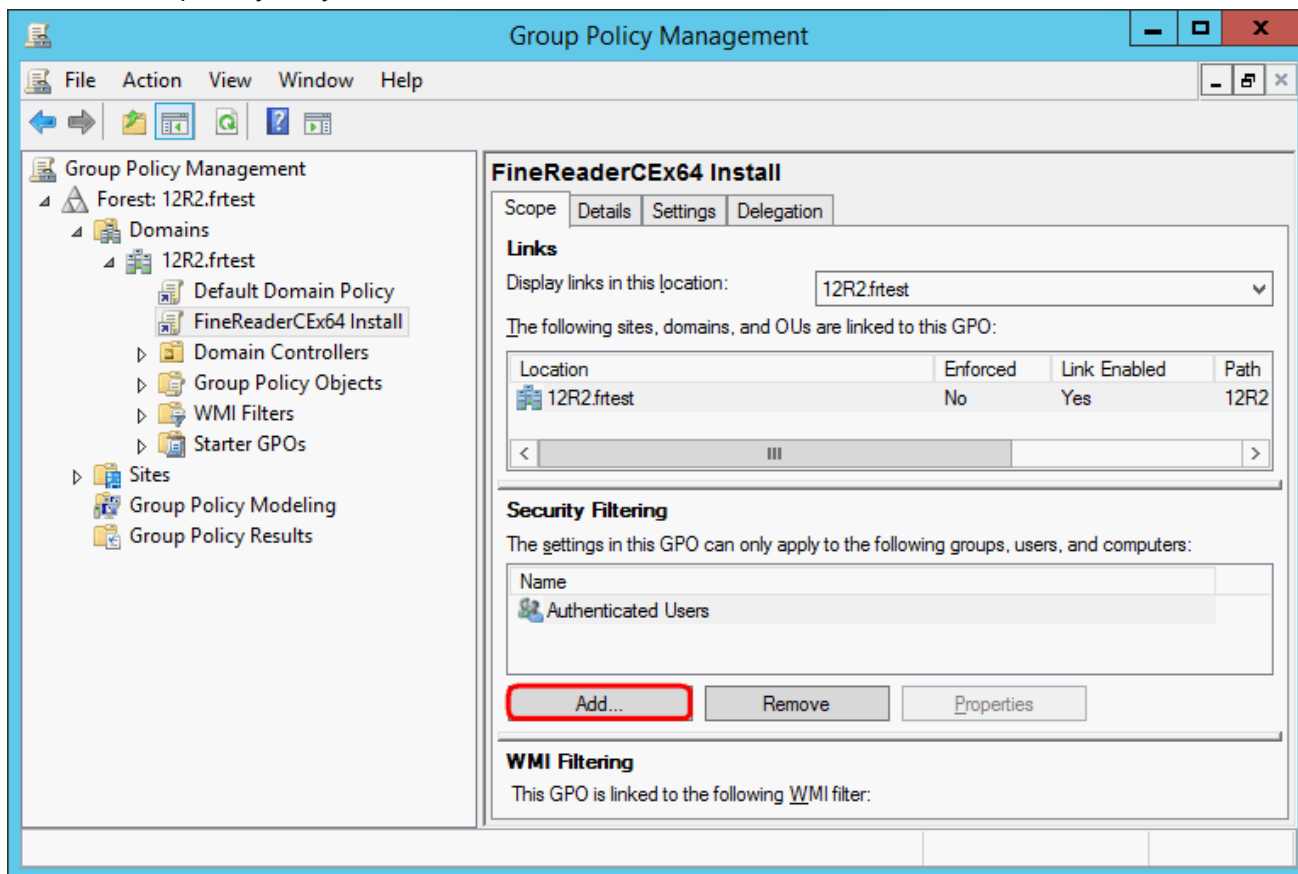 Group Policy Management
File Action View Window Help
Group Policy Management
Forest: 12R2.frtest
Domains
12R2.frtest
Default Domain Policy
FineReaderCEx64 Install
Domain Controllers
Group Policy Objects
WMI Filters
Starter GPOs
Sites
Group Policy Modeling
Group Policy Results
FineReaderCEx64 Install
Scope Details Settings Delegation
Links
Display links in this location: 12R2.frtest
The following sites, domains, and OUs are linked to this GPO:
Location Enforced Link Enabled Path
12R2.frtest No Yes 12R2
Security Filtering
The settings in this GPO can only apply to the following groups, users, and computers:
Name
Authenticated Users
Add... Remove Properties
WMI Filtering
This GPO is linked to the following WMI filter: